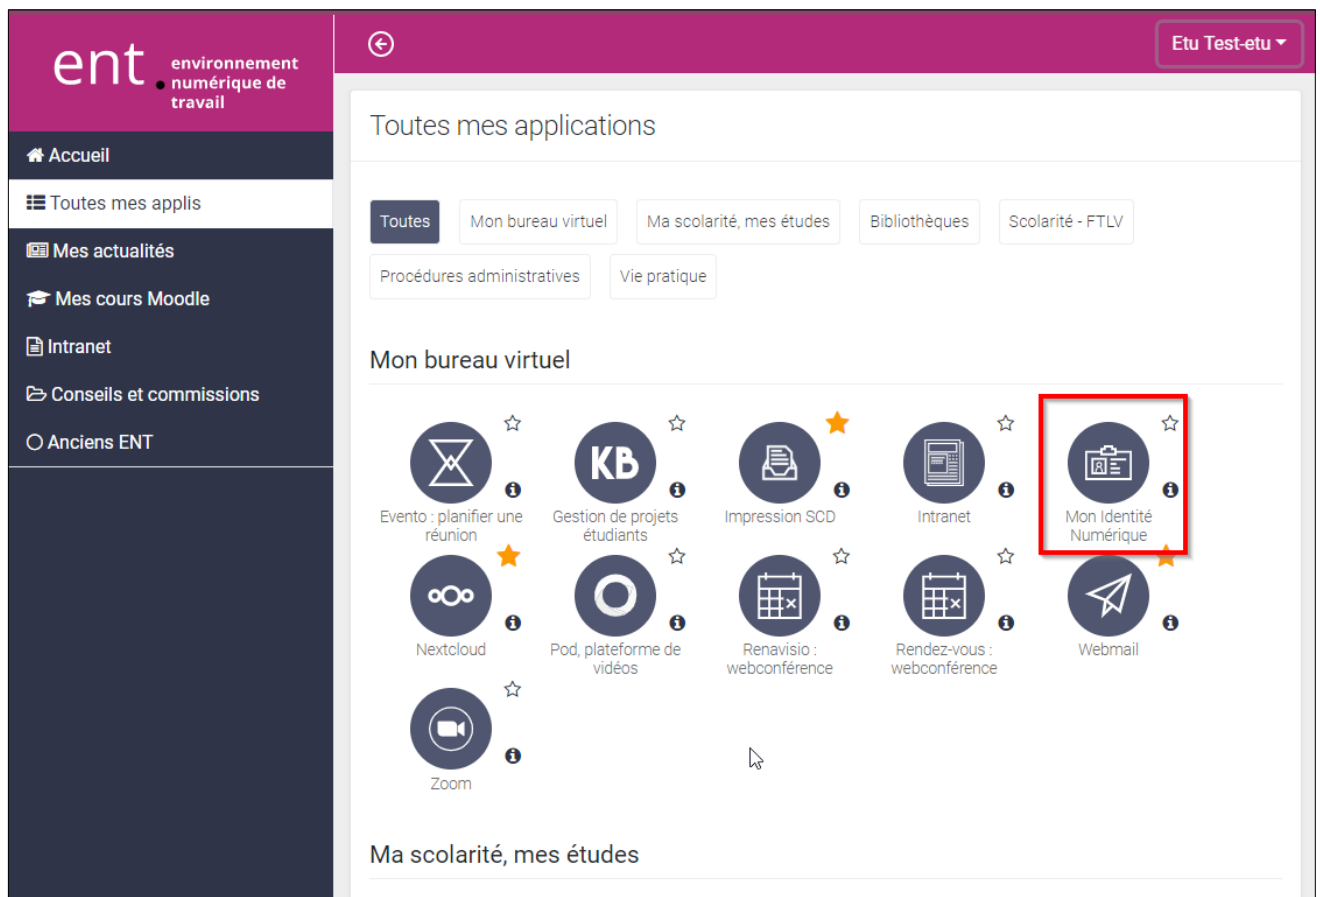 ent.
environnement
numérique de
travail
Etu Test-etu
Accueil
Toutes mes applis
Mes actualités
Mes cours Moodle
Intranet
Conseils et commissions
Anciens ENT
Toutes mes applications
Toutes
Mon bureau virtuel
Ma scolarité, mes études
Bibliothèques
Scolarité - FTLV
Procédures administratives
Vie pratique
Mon bureau virtuel
KB
Evento : planifier une
réunion
Gestion de projets
étudiants
Impression SCD
Intranet
Mon Identité
Numérique
Nextcloud
Pod, plateforme de
vidéos
Renavisio :
webconférence
Rendez-vous :
webconférence
Webmail
Zoom
Ma scolarité, mes études